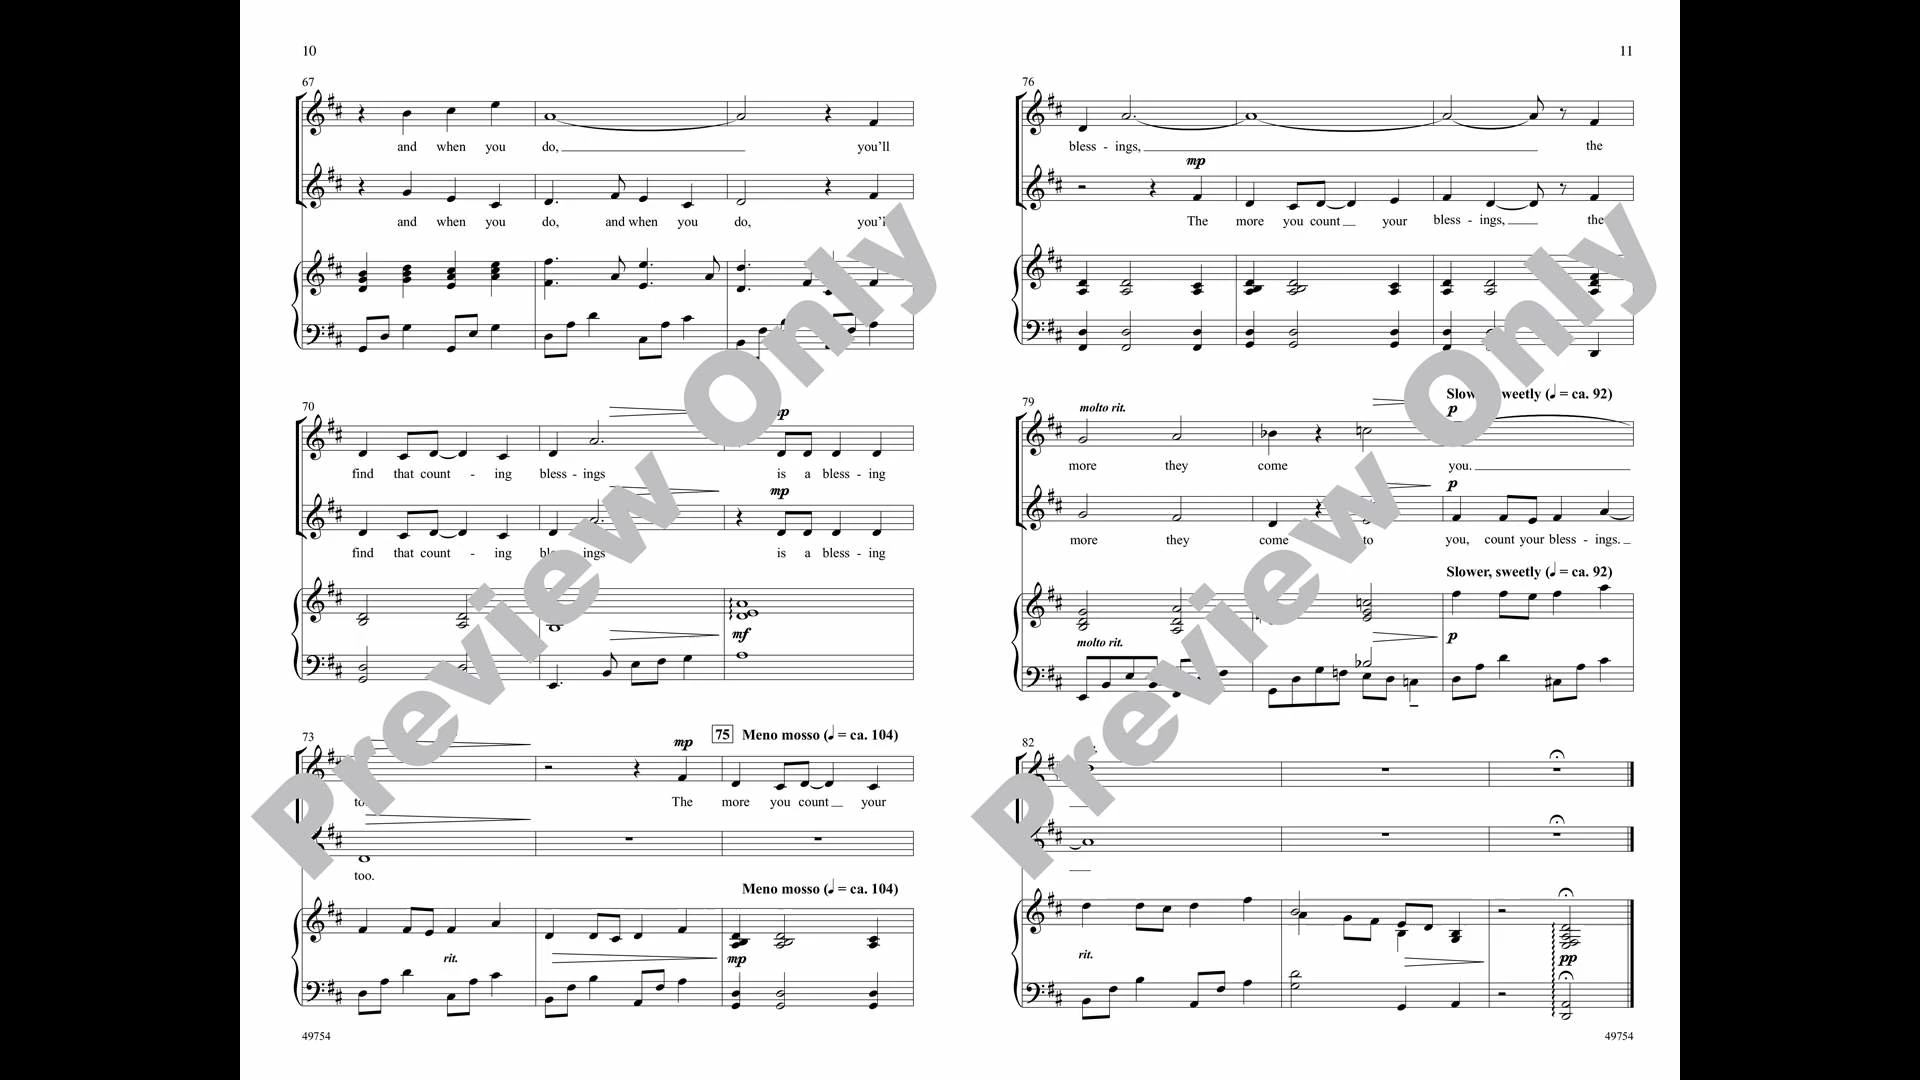 10
67
and when you do, you'll
and when you do, and when you do,
70
mp
find that count - ing bless - ings is a bless - ing
mp
find that count - ing ings is a bless - ing
mf
73
mp 75 Meno mosso (♩ = ca. 104)
The more you count your
too.
Meno mosso (♩ = ca. 104)
rit.
mp
49754
11
76
bless - ings, the
mp
The more you count your bless - ings, the
79
molto rit. (♩ = ca. 92)
p
more they come you.
p
more they come to you, count your bless - ings.
Slower, sweetly (♩ = ca. 92)
molto rit.
p
82
rit.
pp
49754
Preview Only
Preview Only